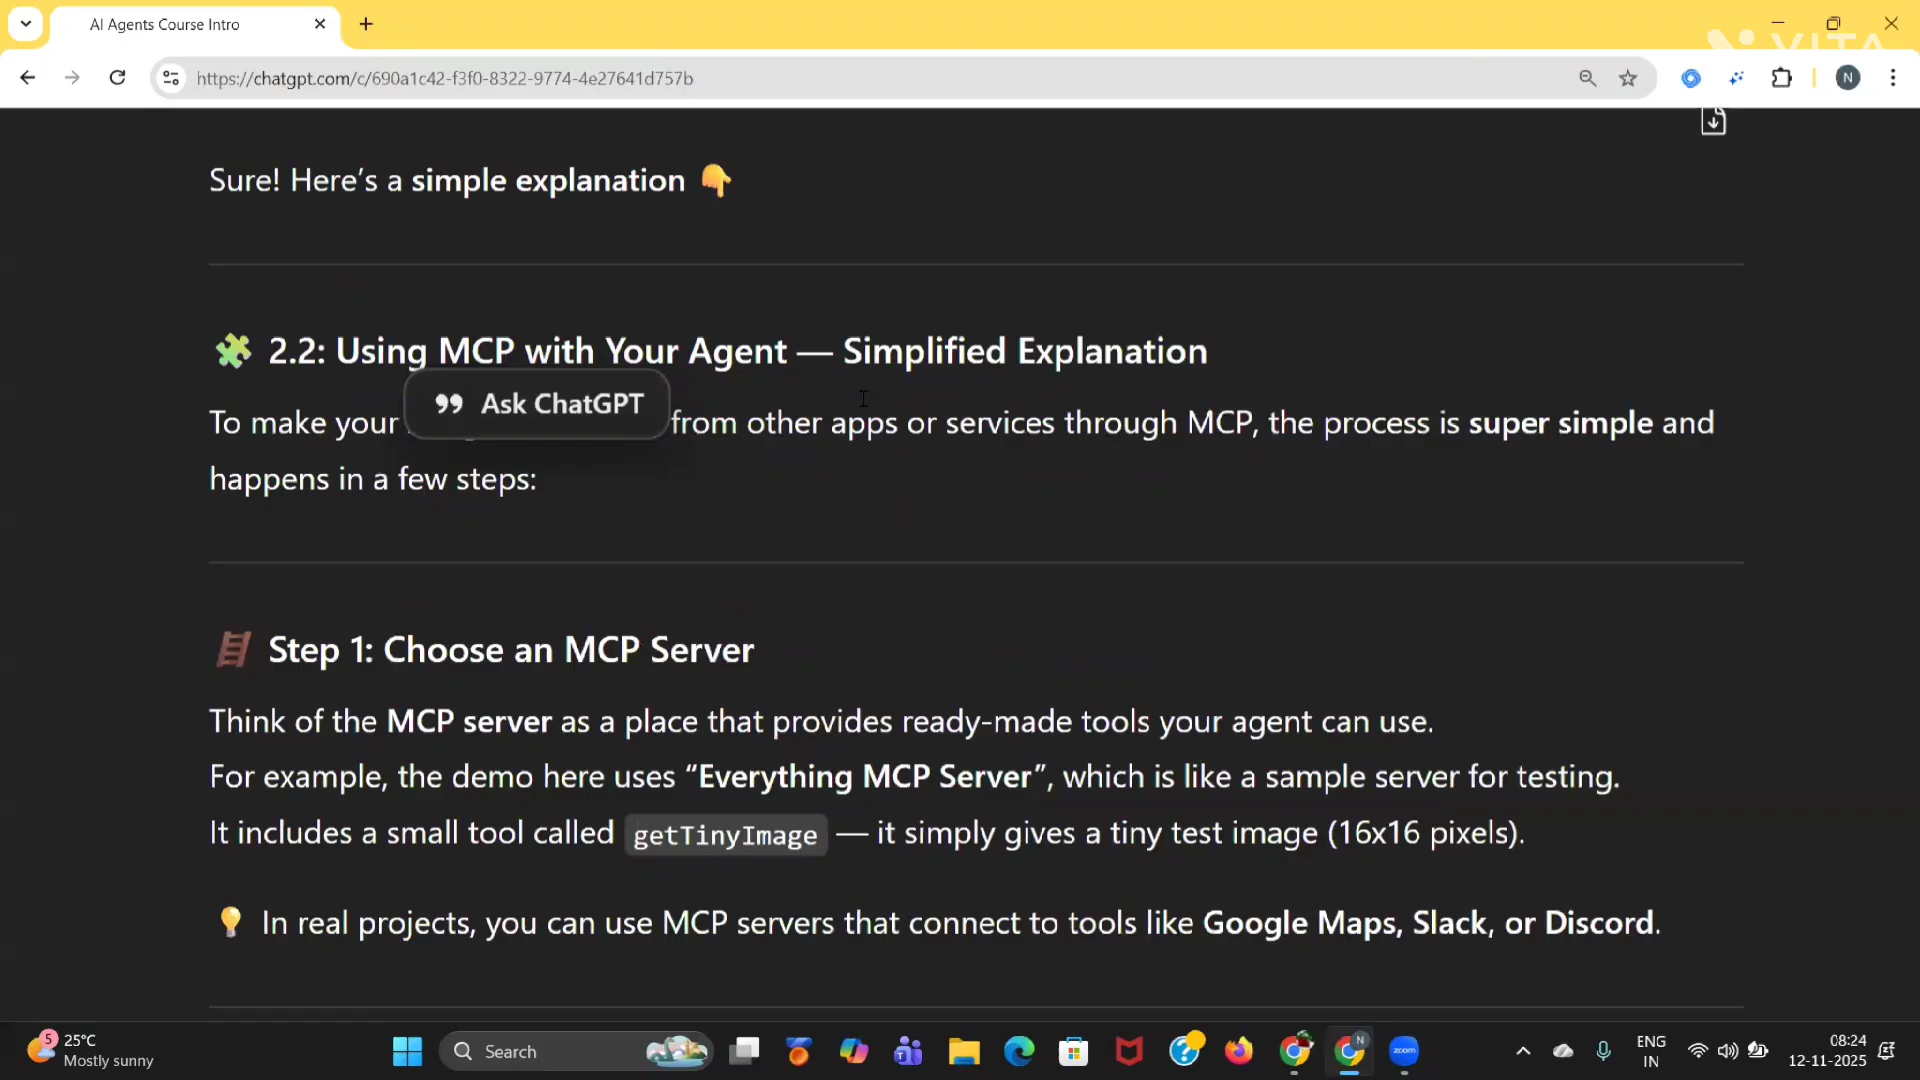 VITA
AI Agents Course Intro
https://chatgpt.com/c/690a1c42-f3f0-8322-9774-4e27641d757b
N
Sure! Here’s a simple explanation 👇
🧩 2.2: Using MCP with Your Agent — Simplified Explanation
Ask ChatGPT
To make your from other apps or services through MCP, the process is super simple and
happens in a few steps:
🪜 Step 1: Choose an MCP Server
Think of the MCP server as a place that provides ready-made tools your agent can use.
For example, the demo here uses “Everything MCP Server”, which is like a sample server for testing.
It includes a small tool called getTinyImage — it simply gives a tiny test image (16x16 pixels).
💡 In real projects, you can use MCP servers that connect to tools like Google Maps, Slack, or Discord.
5
25°C
Mostly sunny
Search
N
zoom
ENG
IN
08:24
12-11-2025